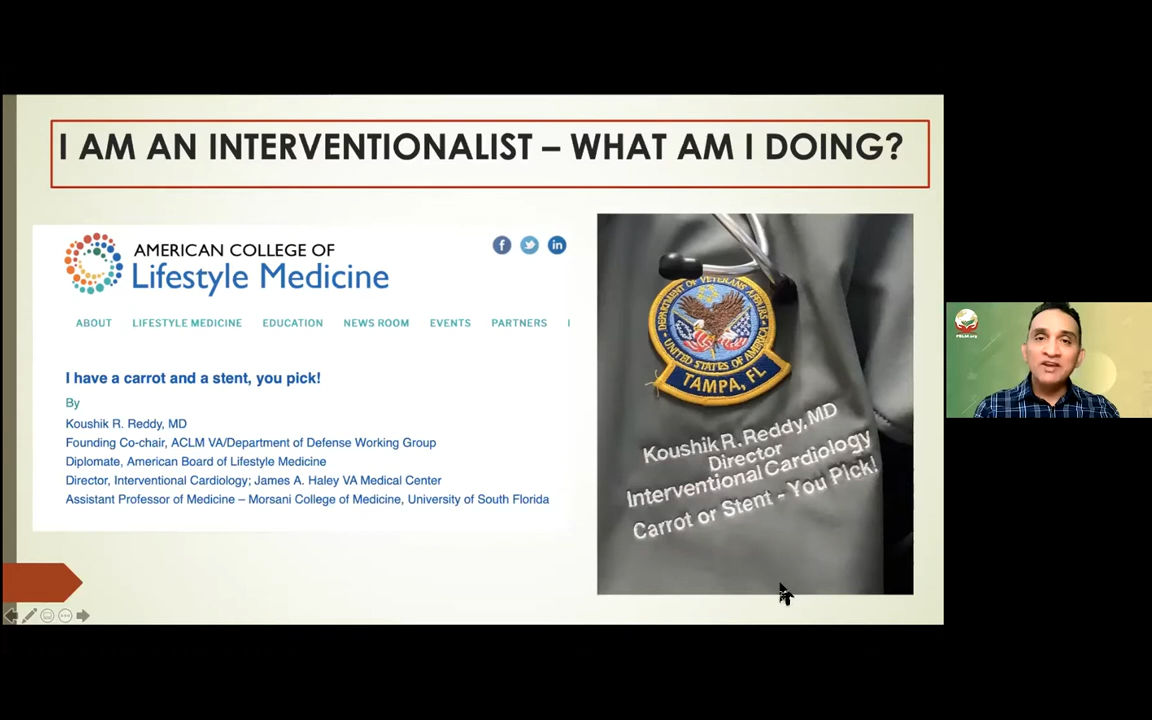 I AM AN INTERVENTIONALIST – WHAT AM I DOING?
AMERICAN COLLEGE OF
Lifestyle Medicine
ABOUT LIFESTYLE MEDICINE EDUCATION NEWS ROOM EVENTS PARTNERS
I have a carrot and a stent, you pick!
By
Koushik R. Reddy, MD
Founding Co-chair, ACLM VA/Department of Defense Working Group
Diplomate, American Board of Lifestyle Medicine
Director, Interventional Cardiology; James A. Haley VA Medical Center
Assistant Professor of Medicine – Morsani College of Medicine, University of South Florida
DEPARTMENT OF VETERANS AFFAIRS
UNITED STATES OF AMERICA
TAMPA, FL
Koushik R. Reddy, MD
Director
Interventional Cardiology
Carrot or Stent - You Pick!